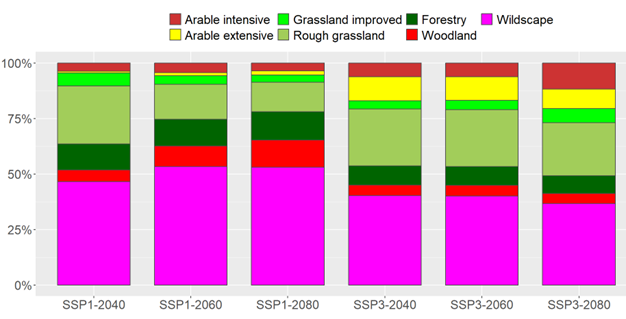 Arable intensive Grassland improved Forestry Wildscape
Arable extensive Rough grassland Woodland
100%
75%
50%
25%
0%
SSP1-2040 SSP1-2060 SSP1-2080 SSP3-2040 SSP3-2060 SSP3-2080